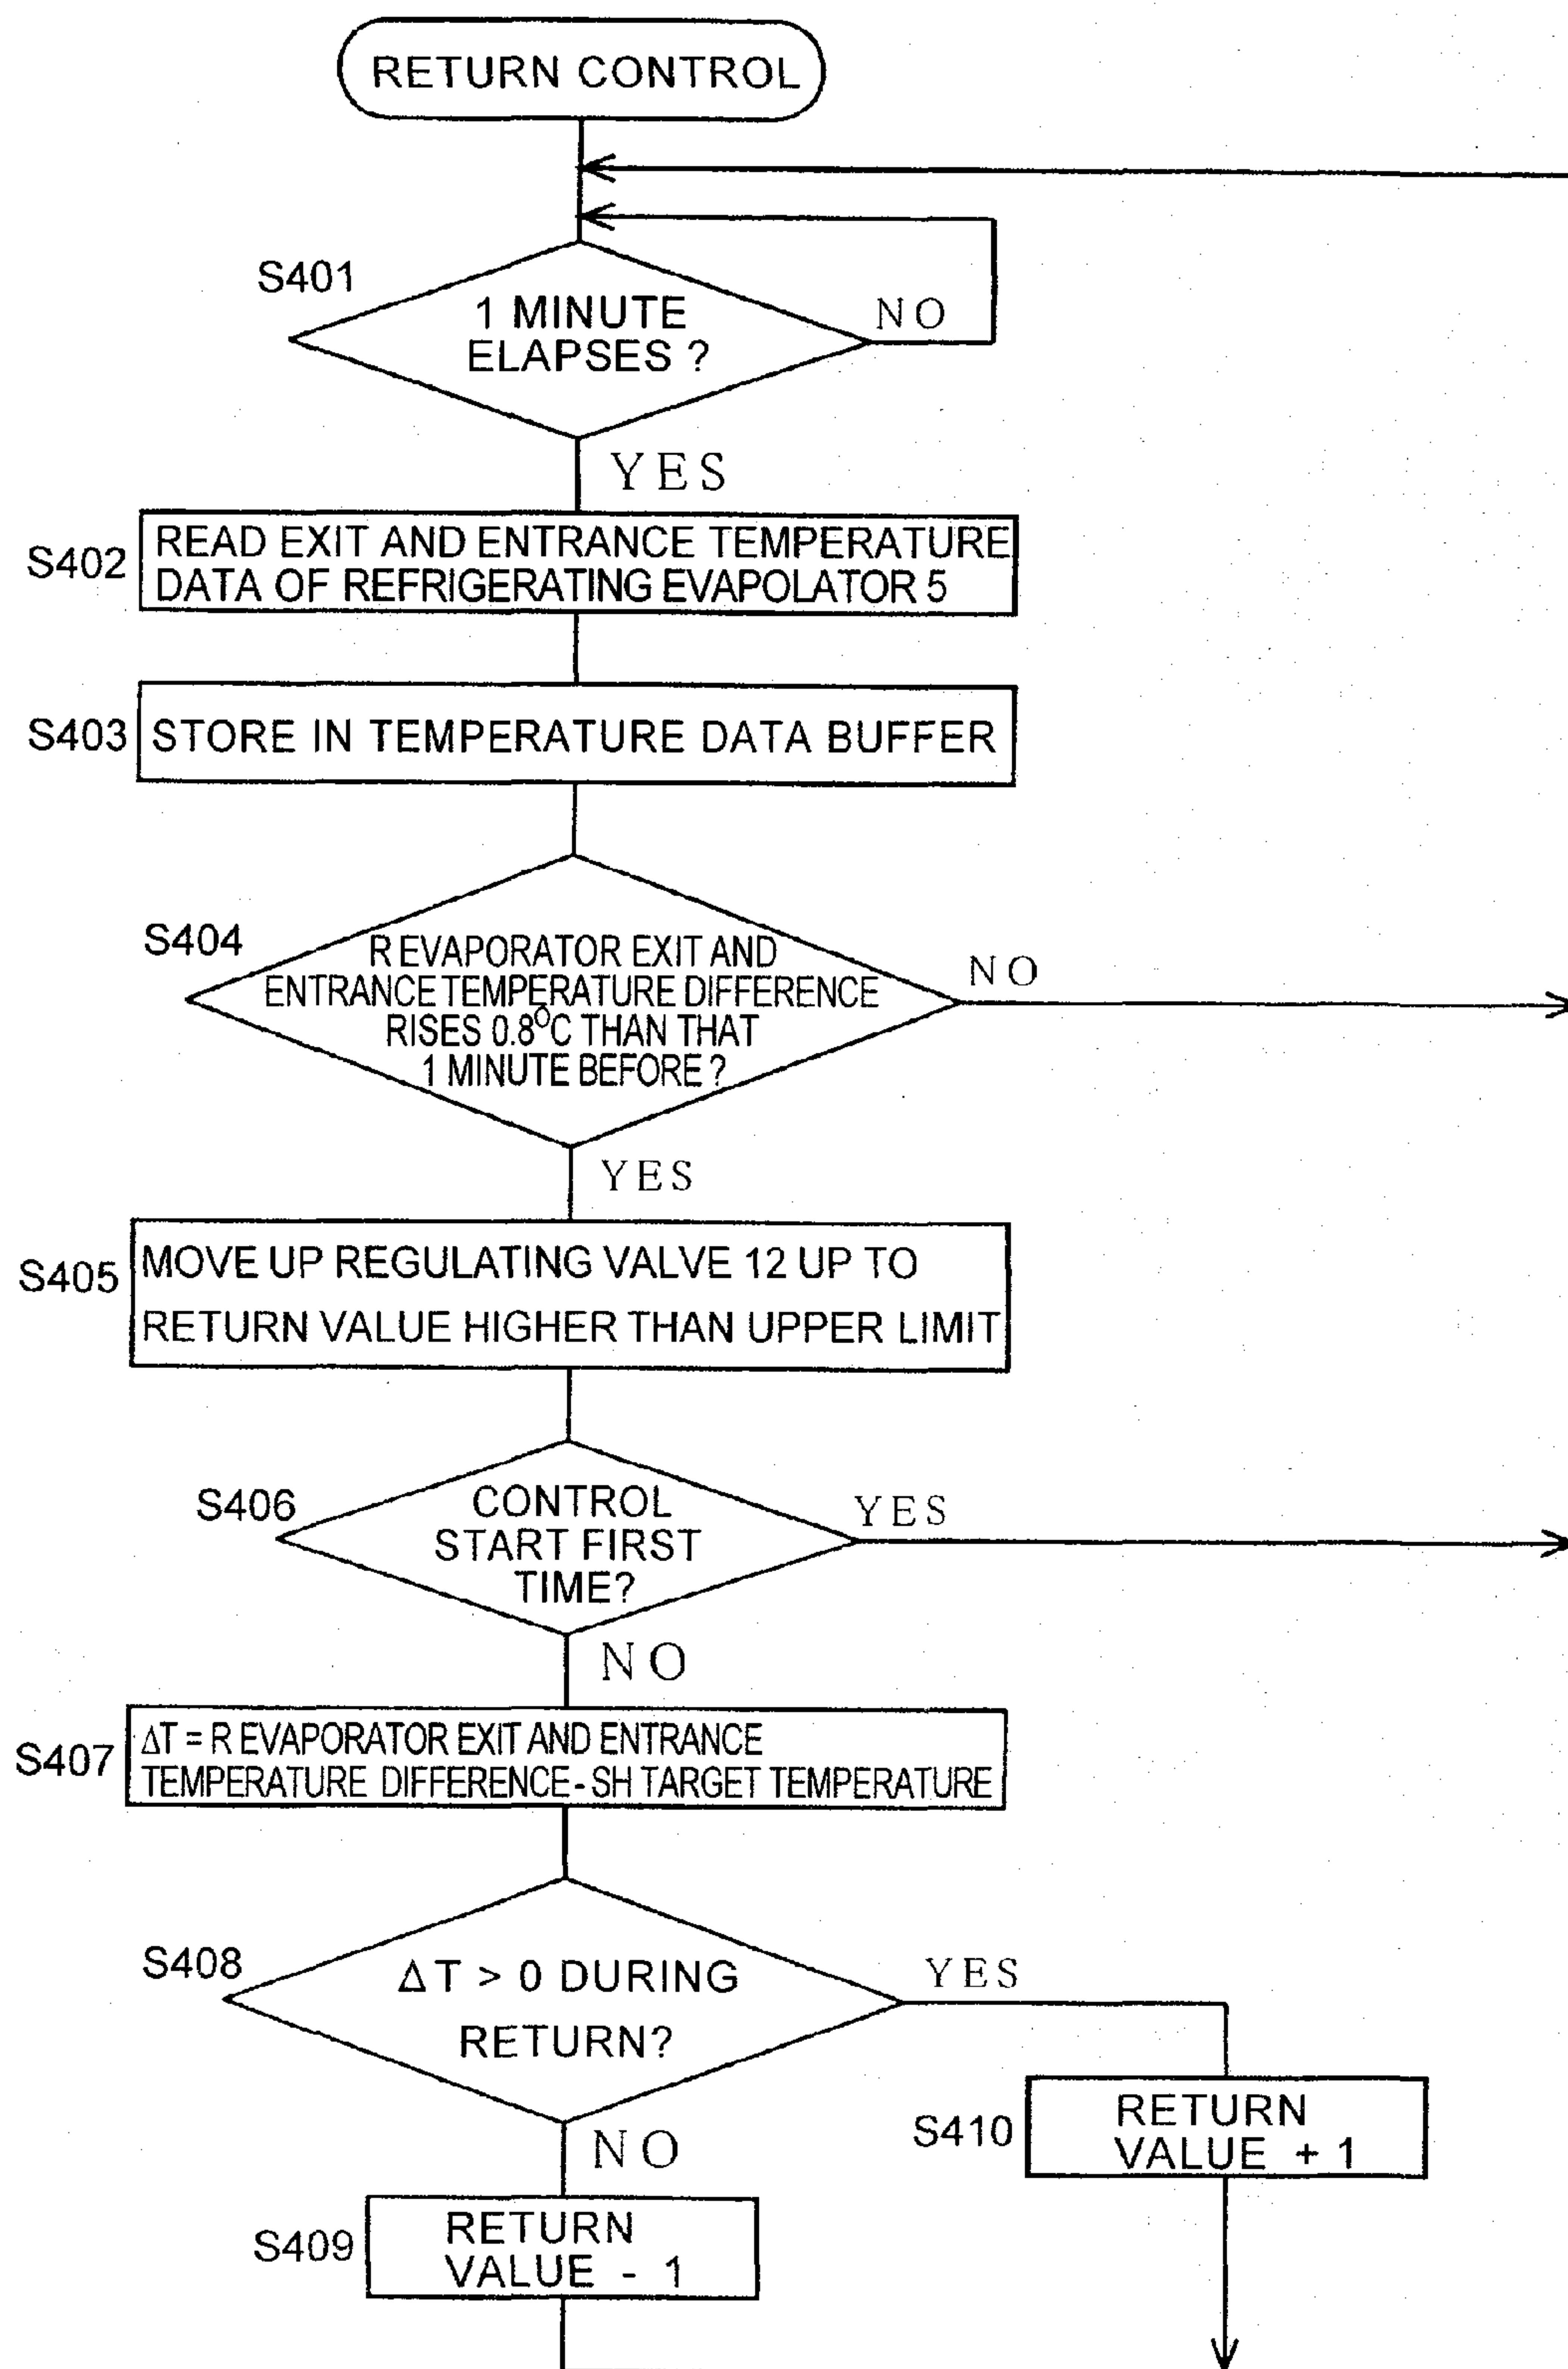 RETURN CONTROL
S401
1 MINUTE
ELAPSES ?
NO
YES
S402
READ EXIT AND ENTRANCE TEMPERATURE
DATA OF REFRIGERATING EVAPOLATOR 5
S403
STORE IN TEMPERATURE DATA BUFFER
S404
R EVAPORATOR EXIT AND
ENTRANCE TEMPERATURE DIFFERENCE
RISES 0.8°C THAN THAT
1 MINUTE BEFORE ?
NO
YES
S405
MOVE UP REGULATING VALVE 12 UP TO
RETURN VALUE HIGHER THAN UPPER LIMIT
S406
CONTROL
START FIRST
TIME?
YES
NO
S407
ΔT = R EVAPORATOR EXIT AND ENTRANCE
TEMPERATURE DIFFERENCE - SH TARGET TEMPERATURE
S408
ΔT > 0 DURING
RETURN?
YES
NO
S410
RETURN
VALUE + 1
S409
RETURN
VALUE - 1